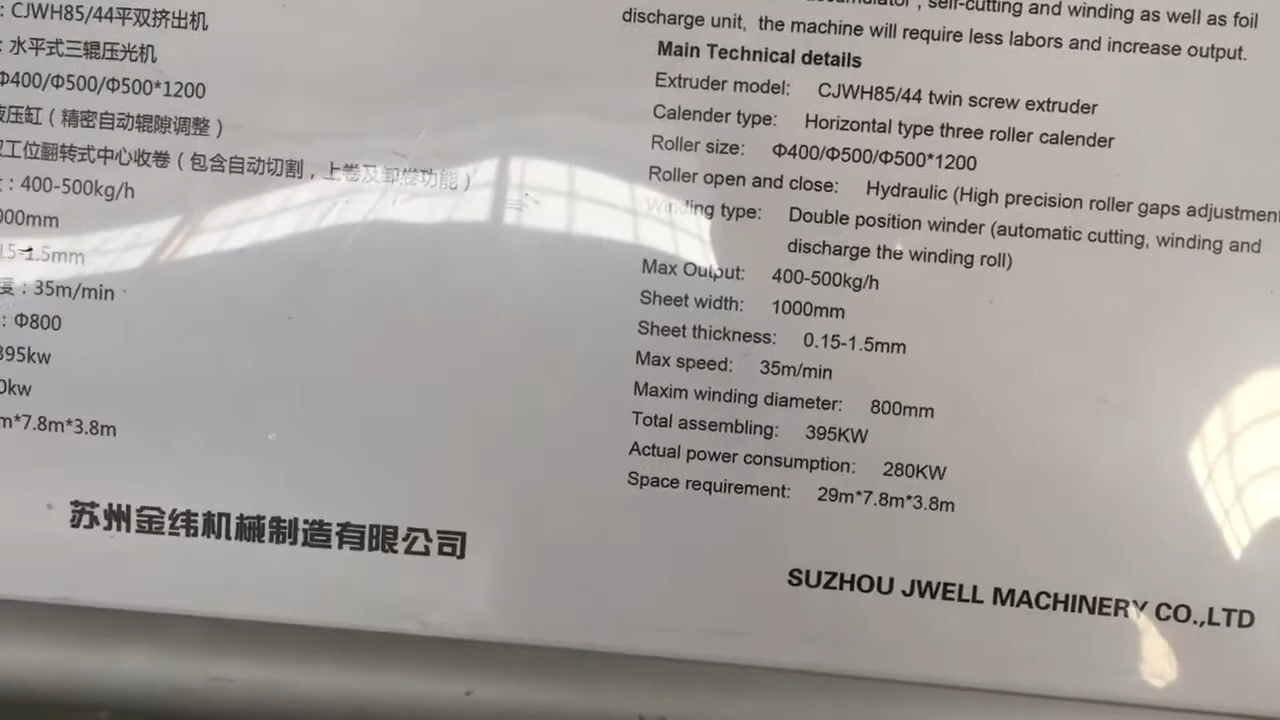 : CJWH85/44平双挤出机
: 水平式三辊压光机
Φ400/Φ500/Φ500*1200
液压缸（精密自动辊隙调整）
双工位翻转式中心收卷（包含自动切割，上卷及卸卷功能）
: 400-500kg/h
000mm
15-1.5mm
度：35m/min
: Φ800
395kw
0kw
m*7.8m*3.8m
苏州金纬机械制造有限公司
, self-cutting and winding as well as foil
discharge unit, the machine will require less labors and increase output.
Main Technical details
Extruder model: CJWH85/44 twin screw extruder
Calender type: Horizontal type three roller calender
Roller size: Φ400/Φ500/Φ500*1200
Roller open and close: Hydraulic (High precision roller gaps adjustment
Winding type: Double position winder (automatic cutting, winding and
discharge the winding roll)
Max Output: 400-500kg/h
Sheet width: 1000mm
Sheet thickness: 0.15-1.5mm
Max speed: 35m/min
Maxim winding diameter: 800mm
Total assembling: 395KW
Actual power consumption: 280KW
Space requirement: 29m*7.8m*3.8m
SUZHOU JWELL MACHINERY CO.,LTD